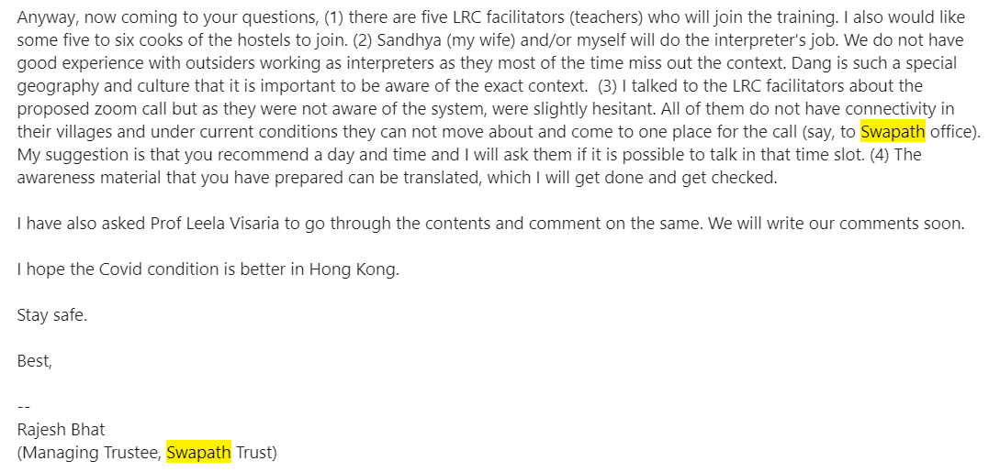 Anyway, now coming to your questions, (1) there are five LRC facilitators (teachers) who will join the training. I also would like
some five to six cooks of the hostels to join. (2) Sandhya (my wife) and/or myself will do the interpreter's job. We do not have
good experience with outsiders working as interpreters as they most of the time miss out the context. Dang is such a special
geography and culture that it is important to be aware of the exact context.  (3) I talked to the LRC facilitators about the
proposed zoom call but as they were not aware of the system, were slightly hesitant. All of them do not have connectivity in
their villages and under current conditions they can not move about and come to one place for the call (say, to Swapath office).
My suggestion is that you recommend a day and time and I will ask them if it is possible to talk in that time slot. (4) The
awareness material that you have prepared can be translated, which I will get done and get checked.
I have also asked Prof Leela Visaria to go through the contents and comment on the same. We will write our comments soon.
I hope the Covid condition is better in Hong Kong.
Stay safe.
Best,
--
Rajesh Bhat
(Managing Trustee, Swapath Trust)